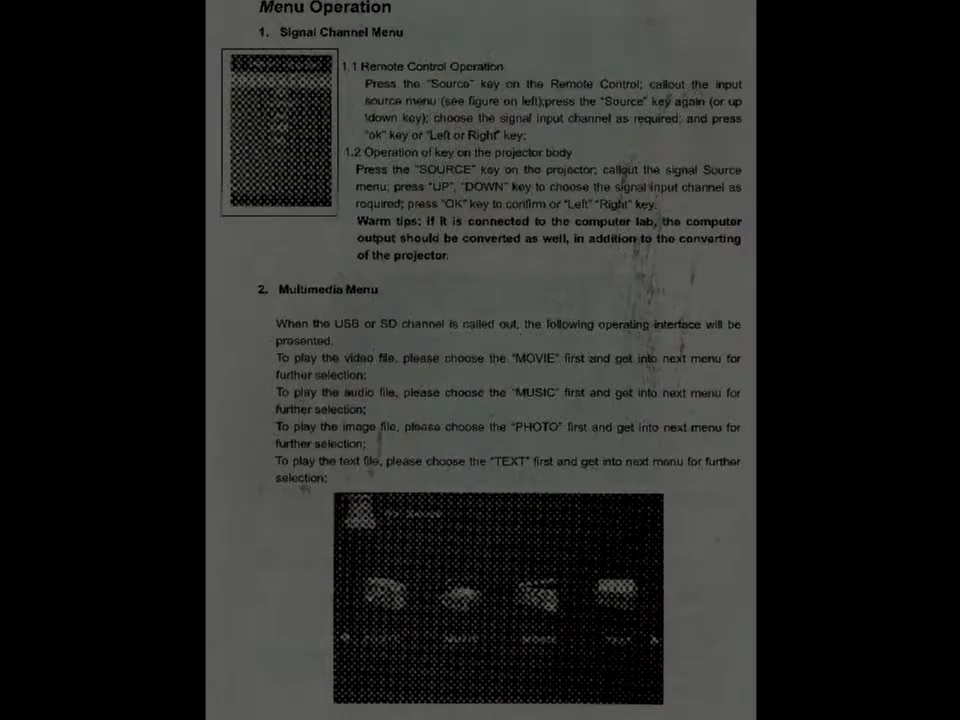 Menu Operation
1. Signal Channel Menu
1.1 Remote Control Operation
Press the "Source" key on the Remote Control; callout the input
source menu (see figure on left);press the "Source" key again (or up
\down key); choose the signal input channel as required; and press
"ok" key or "Left or Right" key;
1.2 Operation of key on the projector body
Press the "SOURCE" key on the projector; callout the signal Source
menu; press "UP", "DOWN" key to choose the signal input channel as
required; press "OK" key to confirm or "Left" "Right" key.
Warm tips: if it is connected to the computer lab, the computer
output should be converted as well, in addition to the converting
of the projector.
2. Multimedia Menu
When the USB or SD channel is called out, the following operating interface will be
presented.
To play the video file, please choose the "MOVIE" first and get into next menu for
further selection;
To play the audio file, please choose the "MUSIC" first and get into next menu for
further selection;
To play the image file, please choose the "PHOTO" first and get into next menu for
further selection;
To play the text file, please choose the "TEXT" first and get into next menu for further
selection;
MUSIC MOVIE TEXT